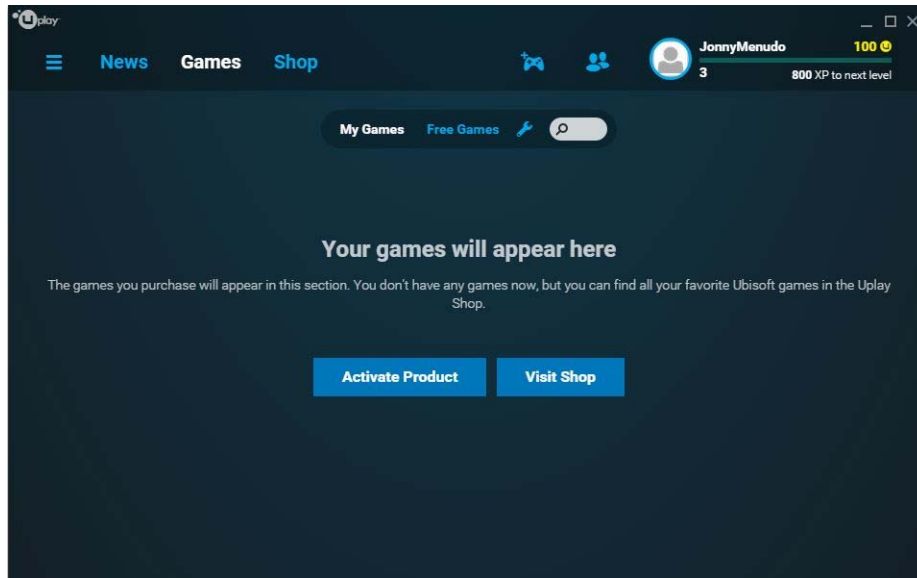 Uplay
News Games Shop
JonnyMenudo 100
3 800 XP to next level
My Games Free Games
Your games will appear here
The games you purchase will appear in this section. You don't have any games now, but you can find all your favorite Ubisoft games in the Uplay
Shop.
Activate Product Visit Shop